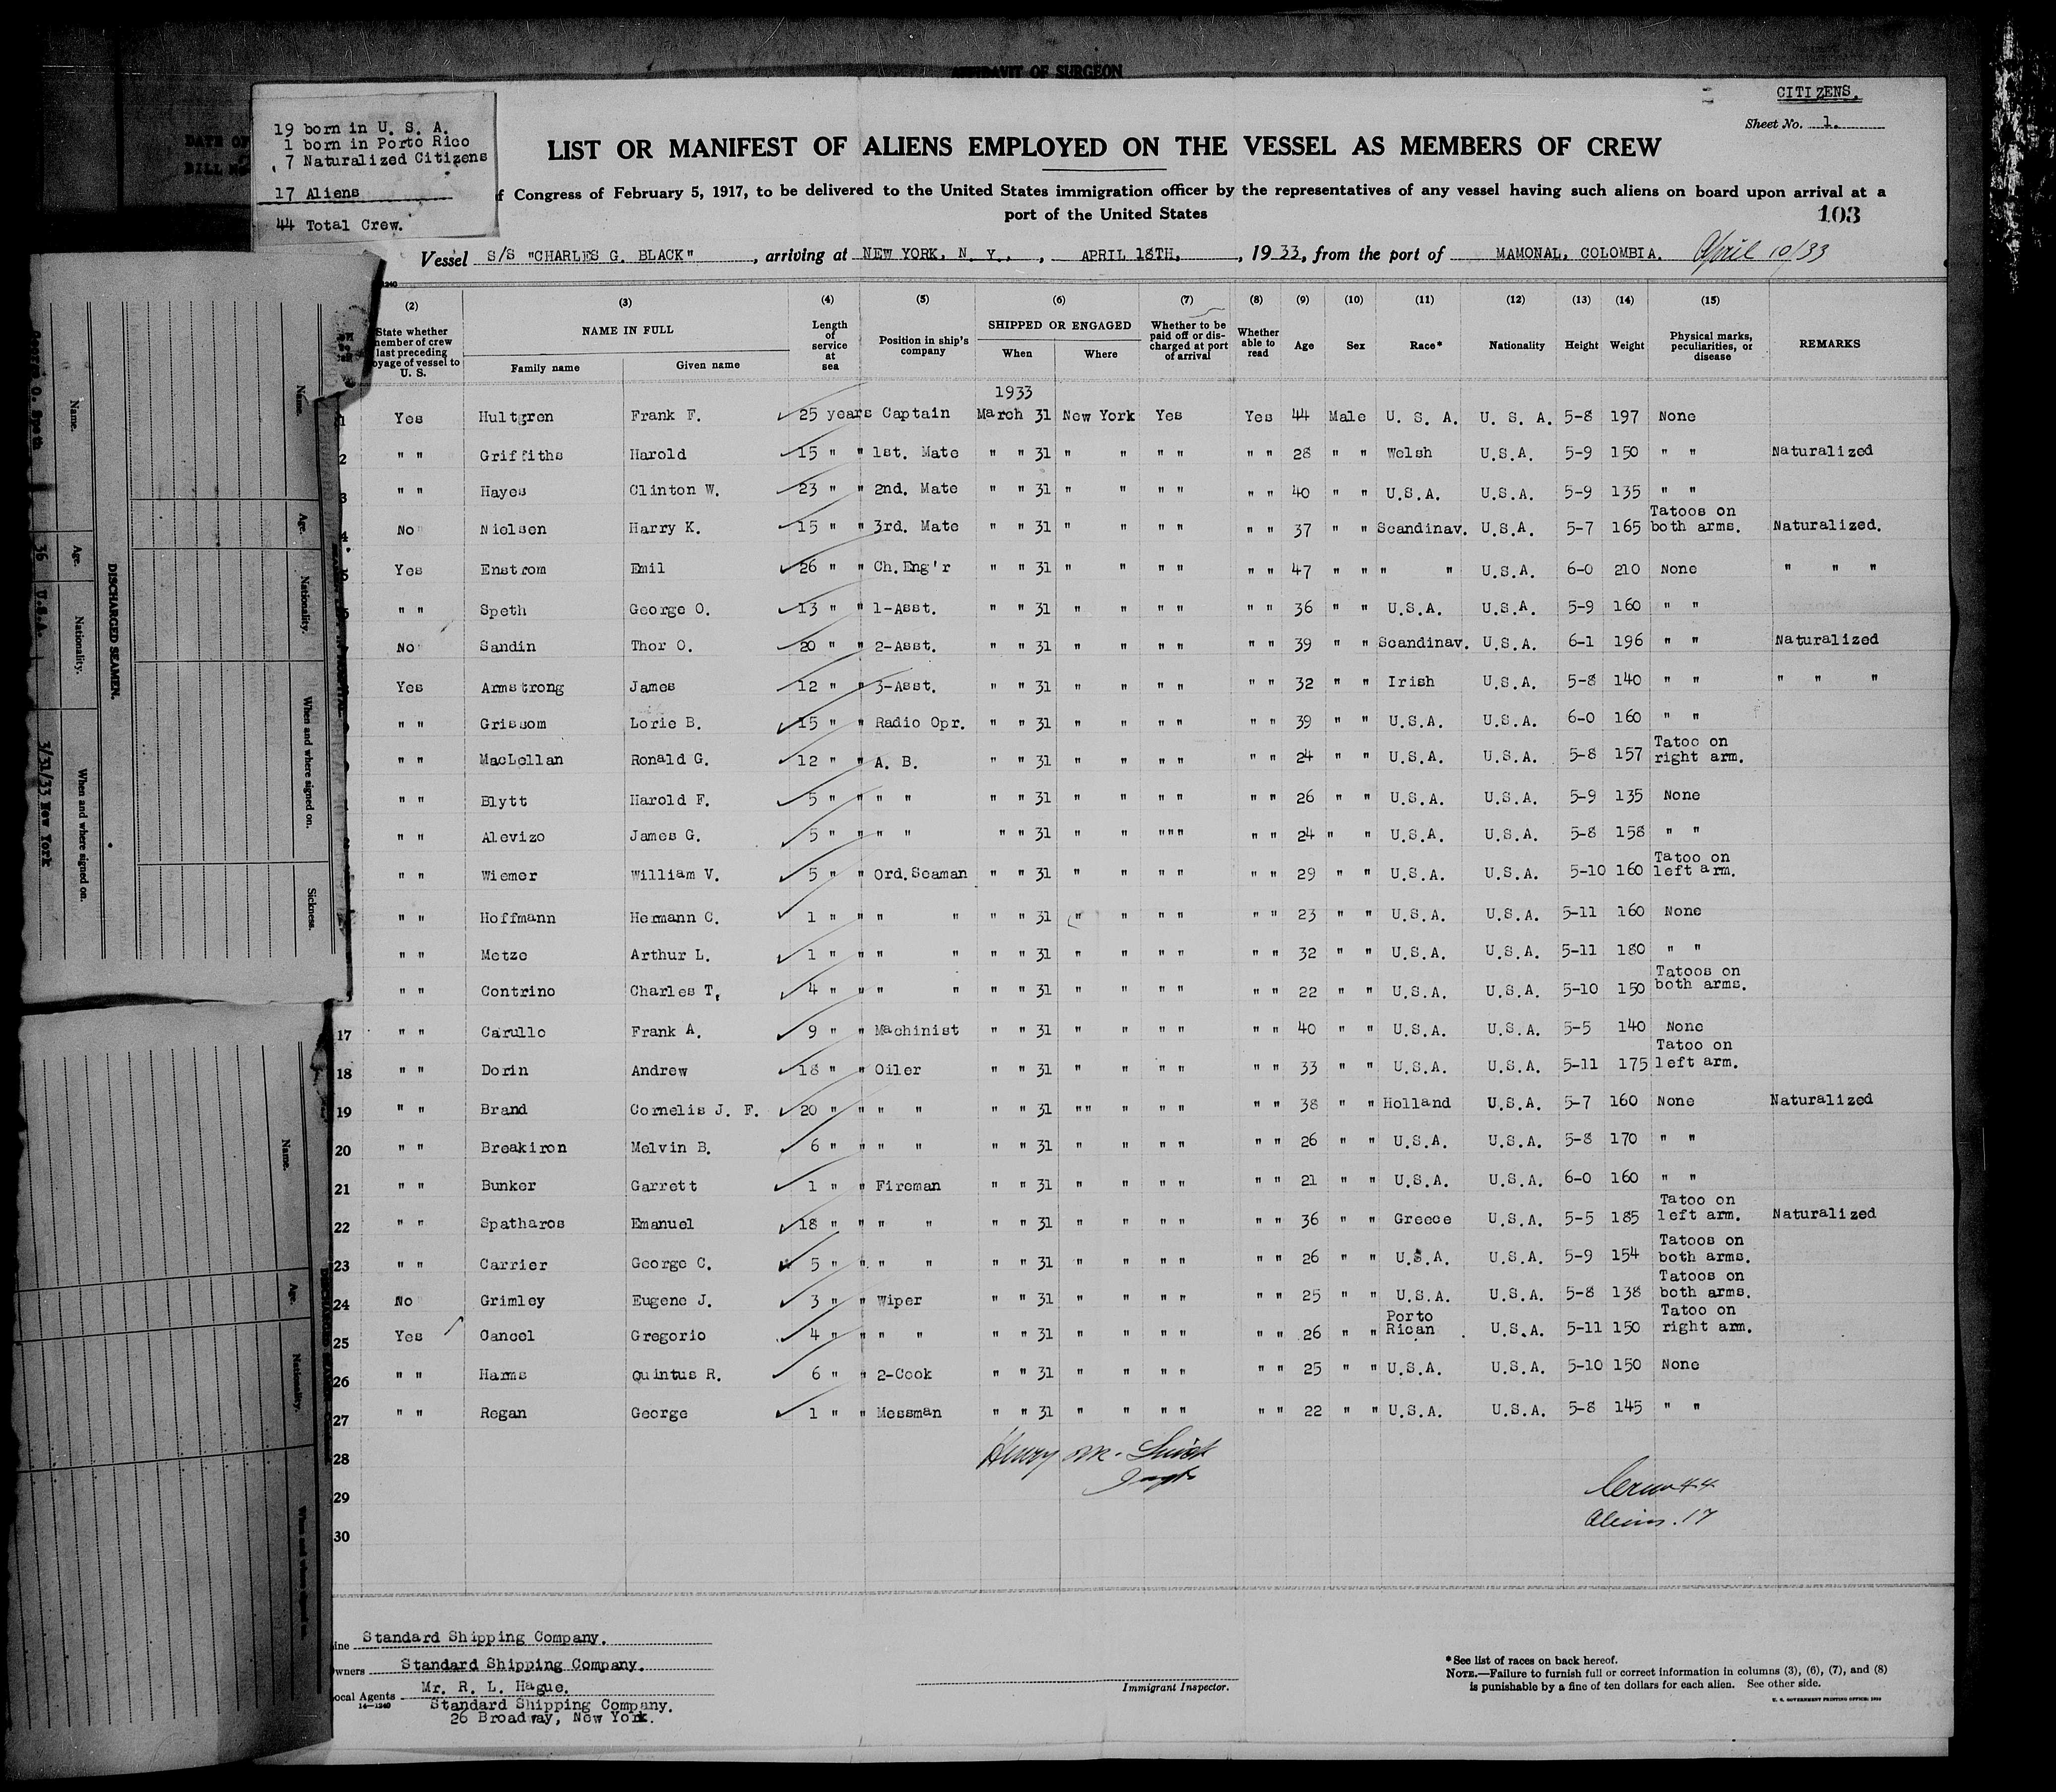 AFFIDAVIT OF SURGEON
CITIZENS.
Sheet No. 1.
19 born in U. S. A.
1 born in Porto Rico
7 Naturalized Citizens
17 Aliens
44 Total Crew.
LIST OR MANIFEST OF ALIENS EMPLOYED ON THE VESSEL AS MEMBERS OF CREW
f Congress of February 5, 1917, to be delivered to the United States immigration officer by the representatives of any vessel having such aliens on board upon arrival at a
port of the United States
103
Vessel S/S "CHARLES G. BLACK", arriving at NEW YORK, N. Y., APRIL 18TH, 1933, from the port of MAMONAL, COLOMBIA. April 10/33
(2) (3) (4) (5) (6) (7) (8) (9) (10) (11) (12) (13) (14) (15)
State whether member of crew last preceding voyage of vessel to U. S. NAME IN FULL Family name Given name Length of service at sea Position in ship's company SHIPPED OR ENGAGED When Where Whether to be paid off or discharged at port of arrival Whether able to read Age Sex Race* Nationality Height Weight Physical marks, peculiarities, or disease REMARKS
1933
1 Yes Hultgren Frank F. 25 years Captain March 31 New York Yes Yes 44 Male U. S. A. U. S. A. 5-8 197 None
2 " " Griffiths Harold 15 " " 1st. Mate " " 31 " " " " " " 28 " " Welsh U.S.A. 5-9 150 " " Naturalized
3 " " Hayes Clinton W. 23 " " 2nd. Mate " " 31 " " " " " " 40 " " U.S.A. U.S.A. 5-9 135 " "
4 No Nielsen Harry K. 15 " " 3rd. Mate " " 31 " " " " " " 37 " " Scandinav. U.S.A. 5-7 165 Tatoos on both arms. Naturalized.
5 Yes Enstrom Emil 26 " " Ch.Eng'r " " 31 " " " " " " 47 " " " " U.S.A. 6-0 210 None " " "
" " Speth George O. 13 " " 1-Asst. " " 31 " " " " " " 36 " " U.S.A. U.S.A. 5-9 160 " "
No Sandin Thor O. 20 " " 2-Asst. " " 31 " " " " " " 39 " " Scandinav. U.S.A. 6-1 196 " " Naturalized
Yes Armstrong James 12 " " 3-Asst. " " 31 " " " " " " 32 " " Irish U.S.A. 5-8 140 " " " " "
" " Grissom Lorie B. 15 " " Radio Opr. " " 31 " " " " " " 39 " " U.S.A. U.S.A. 6-0 160 " "
" " MacLellan Ronald G. 12 " " A. B. " " 31 " " " " " " 24 " " U.S.A. U.S.A. 5-8 157 Tatoo on right arm.
" " Blytt Harold F. 5 " " " " " " 31 " " " " " " 26 " " U.S.A. U.S.A. 5-9 135 None
" " Alevizo James G. 5 " " " " " " 31 " " """ " " 24 " " U.S.A. U.S.A. 5-8 158 " "
" " Wiemer William V. 5 " " Ord.Seaman " " 31 " " " " " " 29 " " U.S.A. U.S.A. 5-10 160 Tatoo on left arm.
" " Hoffmann Hermann C. 1 " " " " " " 31 " " " " " " 23 " " U.S.A. U.S.A. 5-11 160 None
" " Metze Arthur L. 1 " " " " " " 31 " " " " " " 32 " " U.S.A. U.S.A. 5-11 180 " "
" " Contrino Charles T, 4 " " " " " " 31 " " " " " " 22 " " U.S.A. U.S.A. 5-10 150 Tatoos on both arms.
17 " " Carullo Frank A. 9 " " Machinist " " 31 " " " " " " 40 " " U.S.A. U.S.A. 5-5 140 None
18 " " Dorin Andrew 18 " " Oiler " " 31 " " " " " " 33 " " U.S.A. U.S.A. 5-11 175 Tatoo on left arm.
19 " " Brand Cornelis J. F. 20 " " " " " " 31 "" " " " " " 38 " " Holland U.S.A. 5-7 160 None Naturalized
20 " " Breakiron Melvin B. 6 " " " " " " 31 " " " " " " 26 " " U.S.A. U.S.A. 5-8 170 " "
21 " " Bunker Garrett 1 " " Fireman " " 31 " " " " " " 21 " " U.S.A. U.S.A. 6-0 160 " "
22 " " Spatharos Emanuel 18 " " " " " " 31 " " " " " " 36 " " Greece U.S.A. 5-5 185 Tatoo on left arm. Naturalized
23 " " Carrier George C. 5 " " " " " " 31 " " " " " " 26 " " U.S.A. U.S.A. 5-9 154 Tatoos on both arms.
24 No Grimley Eugene J. 3 " " Wiper " " 31 " " " " " " 25 " " U.S.A. U.S.A. 5-8 138 Tatoos on both arms.
25 Yes Cancel Gregorio 4 " " " " " " 31 " " " " " " 26 " " Porto Rican U.S.A. 5-11 150 Tatoo on right arm.
26 " " Harms Quintus R. 6 " " 2-Cook " " 31 " " " " " " 25 " " U.S.A. U.S.A. 5-10 150 None
27 " " Regan George 1 " " Messman " " 31 " " " " " " 22 " " U.S.A. U.S.A. 5-8 145 " "
28
29
30
Henry M.
Crew 44
Aliens. 17
Line Standard Shipping Company.
Owners Standard Shipping Company.
Local Agents Mr. R. L. Hague.
14-1240 Standard Shipping Company.
26 Broadway, New York.
Immigrant Inspector.
*See list of races on back hereof.
NOTE.—Failure to furnish full or correct information in columns (3), (6), (7), and (8)
is punishable by a fine of ten dollars for each alien. See other side.
U. S. GOVERNMENT PRINTING OFFICE: 
DISCHARGED SEAMEN.
Name. Age. Nationality. When and where signed on.
George O. Speth 36 U.S.A. 3/31/33 New York
Name. Age. Nationality. When and where signed on. Sickness.
Name. Age. Nationality. When and where signed on.